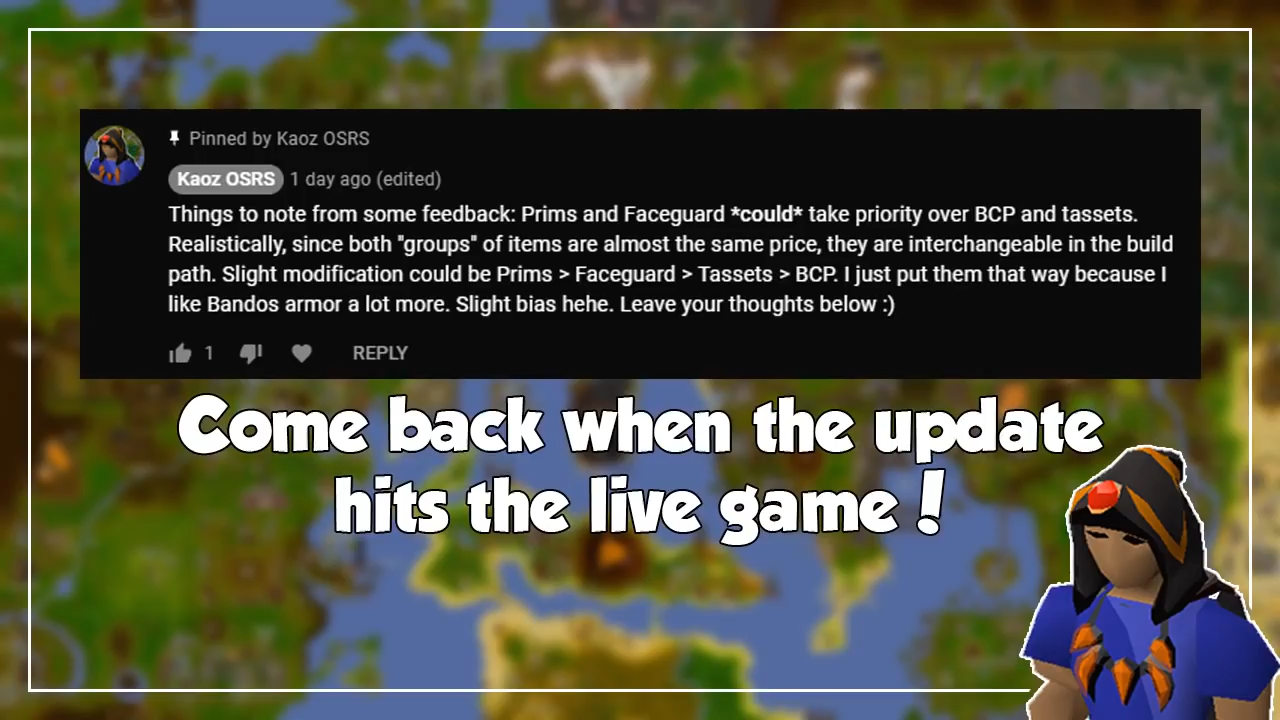 Pinned by Kaoz OSRS
Kaoz OSRS 1 day ago (edited)
Things to note from some feedback: Prims and Faceguard *could* take priority over BCP and tassets.
Realistically, since both "groups" of items are almost the same price, they are interchangeable in the build
path. Slight modification could be Prims > Faceguard > Tassets > BCP. I just put them that way because I
like Bandos armor a lot more. Slight bias hehe. Leave your thoughts below :)
1 REPLY
Come back when the update
hits the live game!